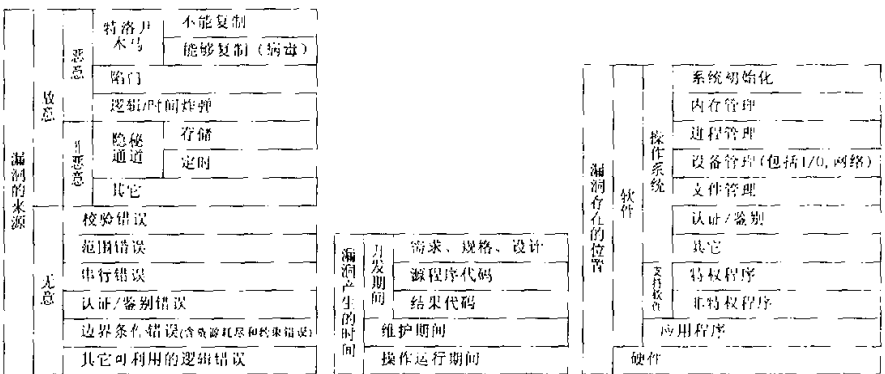 漏洞的来源
故意
恶意
特洛丹木马
不能复制
能够复制（病毒）
陷门
逻辑/时间炸弹
非恶意
隐秘通道
存储
定时
其它
无意
校验错误
范围错误
串行错误
认证/鉴别错误
边界条件错误(含资源耗尽和约束错误)
其它可利用的逻辑错误
漏洞产生的时间
开发期间
需求、规格、设计
源程序代码
结果代码
维护期间
操作运行期间
漏洞存在的位置
软件
操作系统
系统初始化
内存管理
进程管理
设备管理(包括I/O,网络)
文件管理
认证/鉴别
其它
支持软件
特权程序
非特权程序
应用程序
硬件